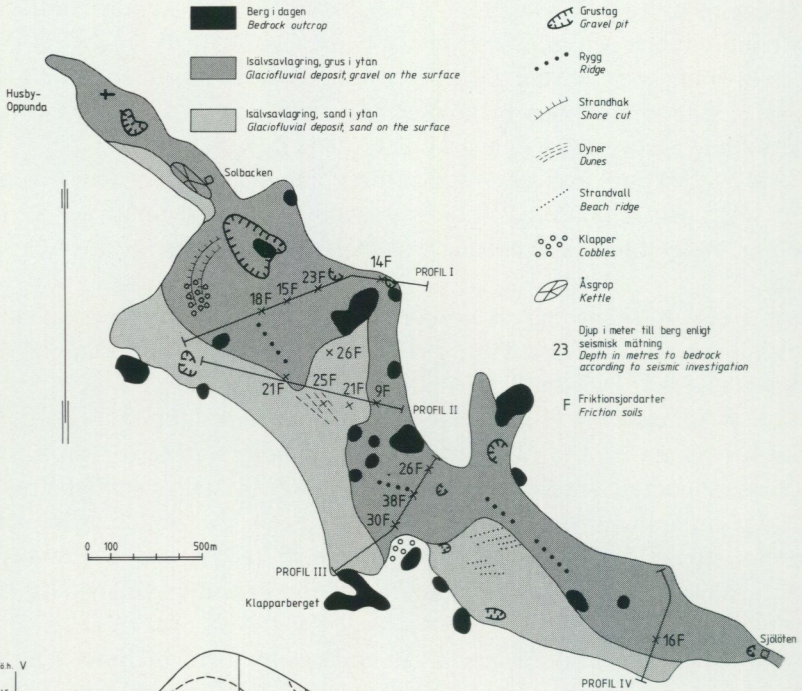 Berg i dagen
Bedrock outcrop
Isälvsavlagring, grus i ytan
Glaciofluvial deposit, gravel on the surface
Isälvsavlagring, sand i ytan
Glaciofluvial deposit, sand on the surface
Grustag
Gravel pit
Rygg
Ridge
Strandhak
Shore cut
Dyner
Dunes
Strandvall
Beach ridge
Klapper
Cobbles
Åsgrop
Kettle
23
Djup i meter till berg enligt
seismisk mätning
Depth in metres to bedrock
according to seismic investigation
F
Friktionsjordarter
Friction soils
Husby-
Oppunda
Solbacken
14F
PROFIL I
23F
15F
18F
26F
21F
25F
21F
9F
PROFIL II
26F
38F
30F
PROFIL III
Klapparberget
0 100 500m
16F
Sjölöten
PROFIL IV
ö.h. V